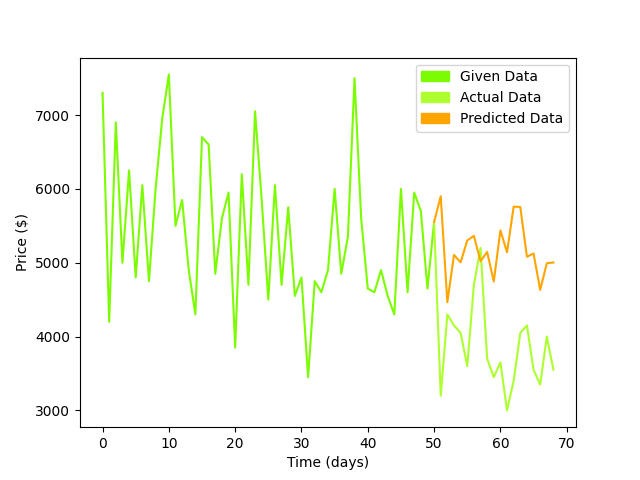 Given Data
Actual Data
Predicted Data
7000
6000
5000
4000
3000
Price ($)
0 10 20 30 40 50 60 70
Time (days)